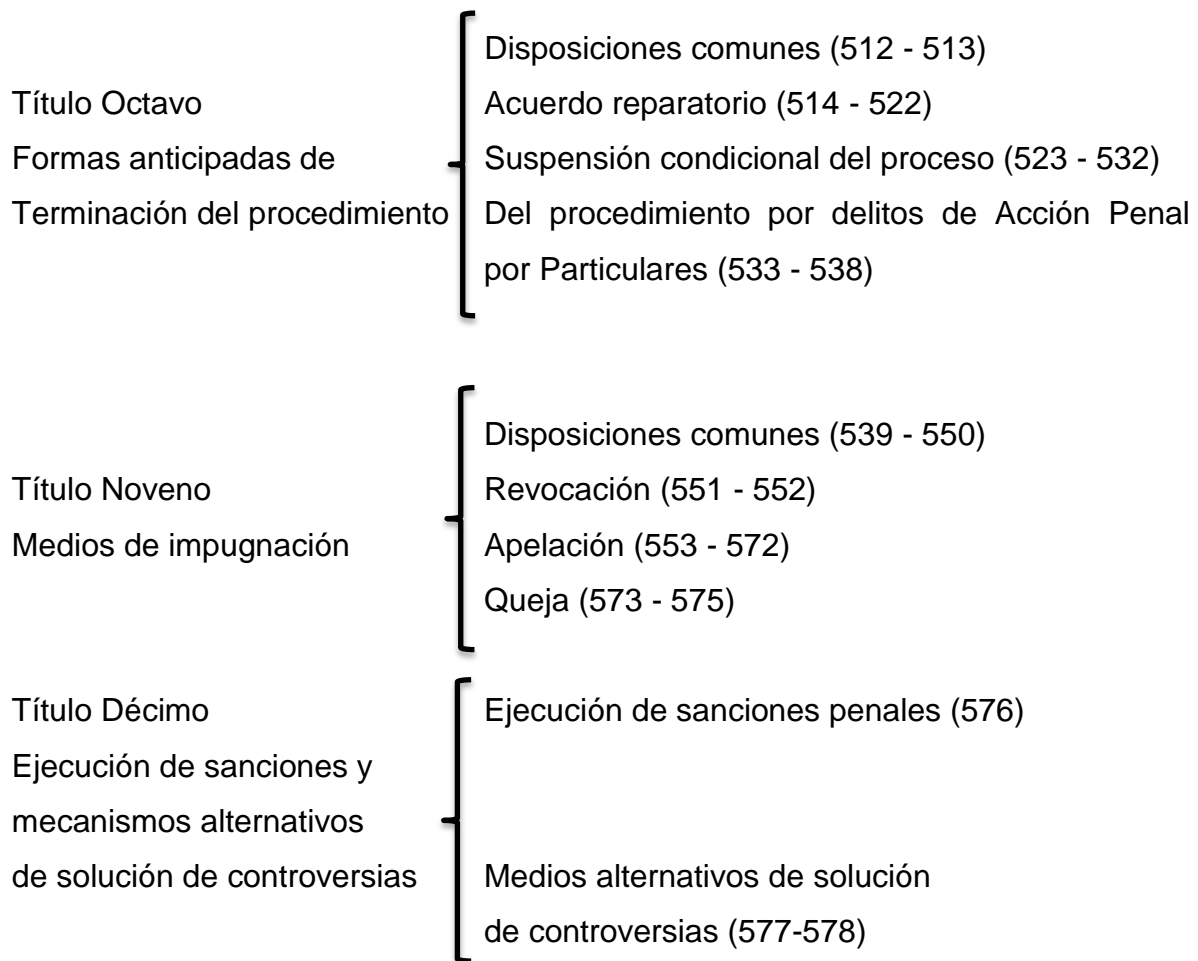 Título Octavo
Formas anticipadas de
Terminación del procedimiento
Disposiciones comunes (512 - 513)
Acuerdo reparatorio (514 - 522)
Suspensión condicional del proceso (523 - 532)
Del procedimiento por delitos de Acción Penal
por Particulares (533 - 538)
Título Noveno
Medios de impugnación
Disposiciones comunes (539 - 550)
Revocación (551 - 552)
Apelación (553 - 572)
Queja (573 - 575)
Título Décimo
Ejecución de sanciones y
mecanismos alternativos
de solución de controversias
Ejecución de sanciones penales (576)
Medios alternativos de solución
de controversias (577-578)